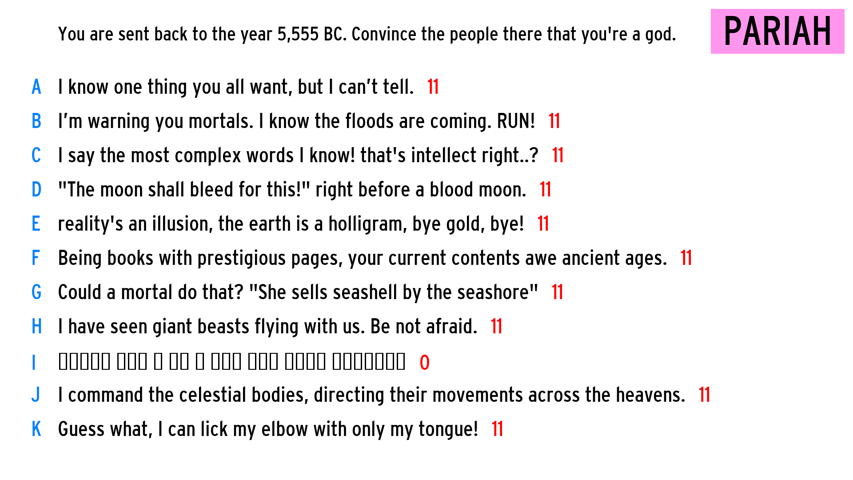 You are sent back to the year 5,555 BC. Convince the people there that you're a god.
PARIAH
A I know one thing you all want, but I can’t tell. 11
B I’m warning you mortals. I know the floods are coming. RUN! 11
C I say the most complex words I know! that's intellect right..? 11
D "The moon shall bleed for this!" right before a blood moon. 11
E reality's an illusion, the earth is a holligram, bye gold, bye! 11
F Being books with prestigious pages, your current contents awe ancient ages. 11
G Could a mortal do that? "She sells seashell by the seashore" 11
H I have seen giant beasts flying with us. Be not afraid. 11
I 0
J I command the celestial bodies, directing their movements across the heavens. 11
K Guess what, I can lick my elbow with only my tongue! 11